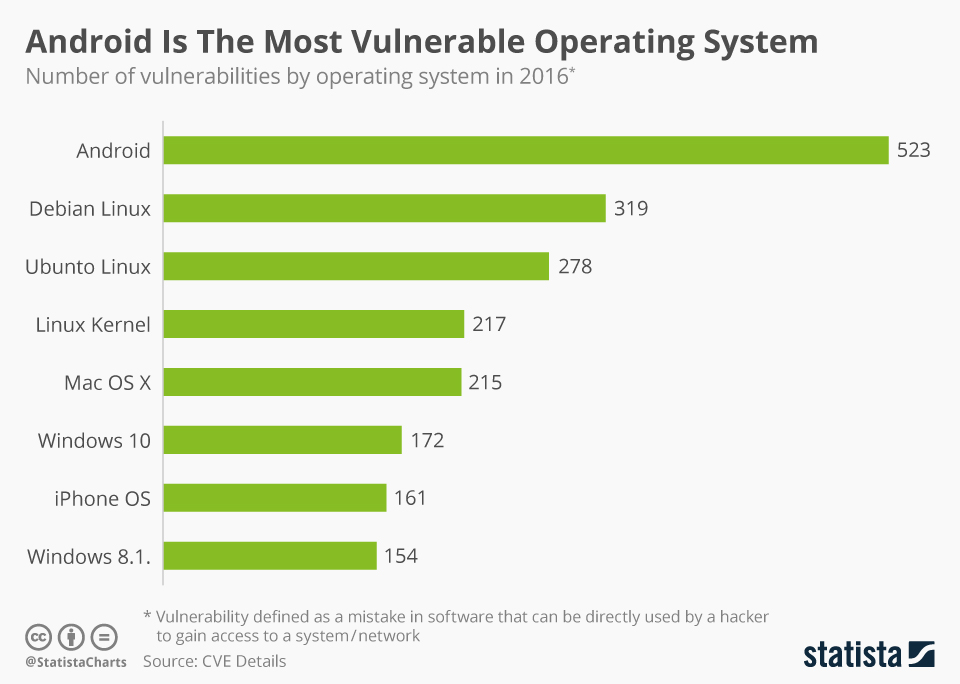 Android Is The Most Vulnerable Operating System
Number of vulnerabilities by operating system in 2016*
Android 523
Debian Linux 319
Ubunto Linux 278
Linux Kernel 217
Mac OS X 215
Windows 10 172
iPhone OS 161
Windows 8.1. 154
* Vulnerability defined as a mistake in software that can be directly used by a hacker
to gain access to a system/network
cc
@StatistaCharts
Source: CVE Details
statista